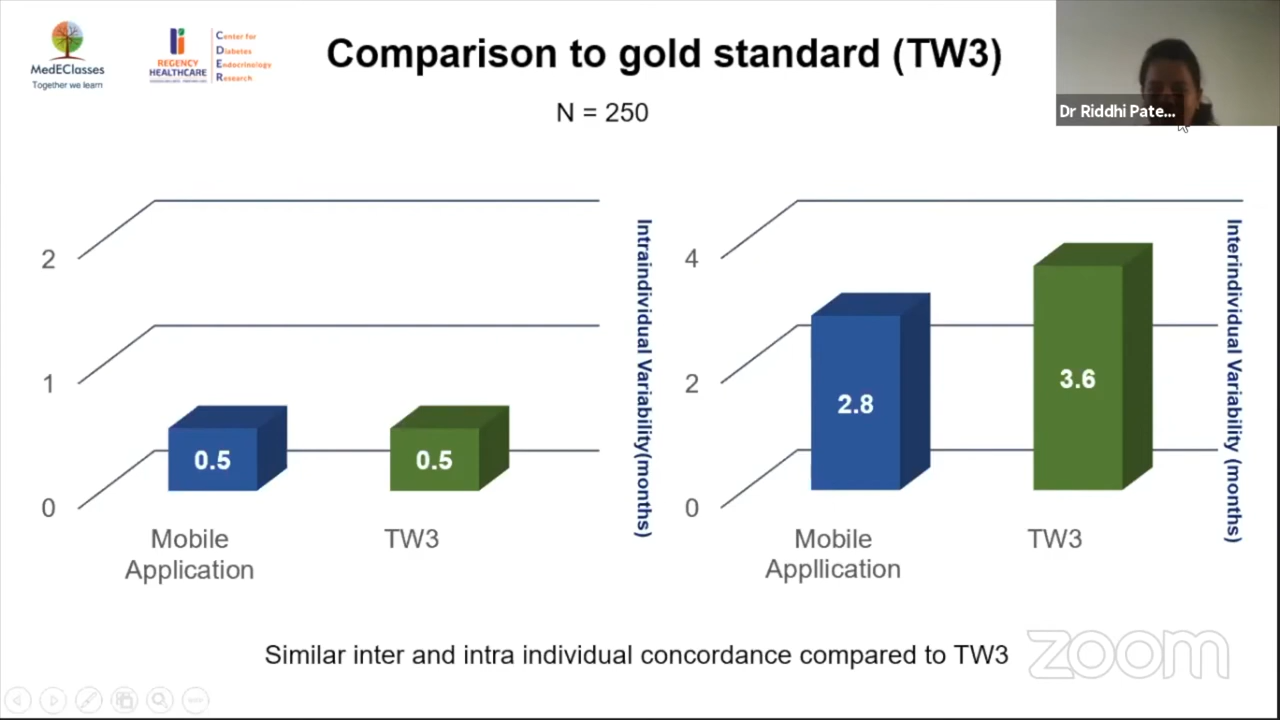 MedEClasses
Together we learn
REGENCY
HEALTHCARE
Center for
Diabetes
Endocrinology
Research
Comparison to gold standard (TW3)
N = 250
Dr Riddhi Pate...
2
1
0
0.5
0.5
Mobile
Application
TW3
Intraindividual Variability(months)
4
2
0
2.8
3.6
Mobile
Appllication
TW3
Interindividual Variability (months)
Similar inter and intra individual concordance compared to TW3
zoom